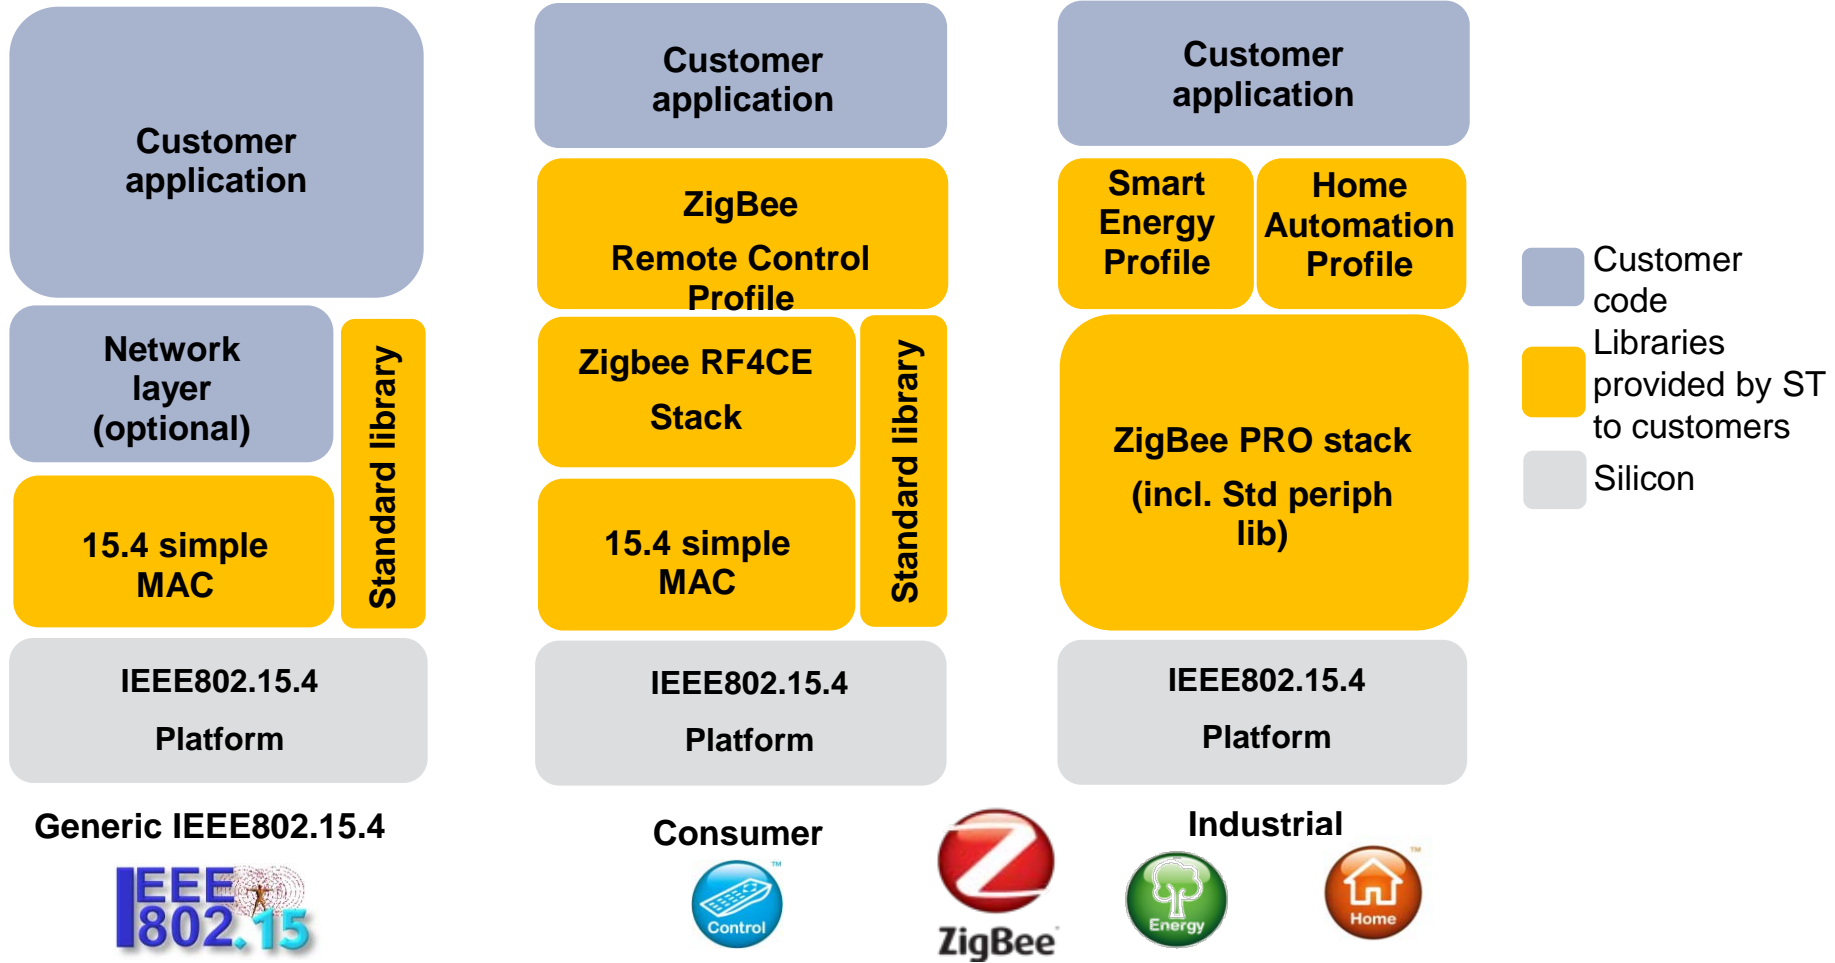 Customer
application
Network
layer
(optional)
Standard library
15.4 simple
MAC
IEEE802.15.4
Platform
Generic IEEE802.15.4
IEEE
802.15
Customer
application
ZigBee
Remote Control
Profile
Zigbee RF4CE
Stack
Standard library
15.4 simple
MAC
IEEE802.15.4
Platform
Consumer
TM
Control
ZigBee
Customer
application
Smart
Energy
Profile
Home
Automation
Profile
ZigBee PRO stack
(incl. Std periph
lib)
IEEE802.15.4
Platform
Industrial
Energy
TM
Home
Customer
code
Libraries
provided by ST
to customers
Silicon